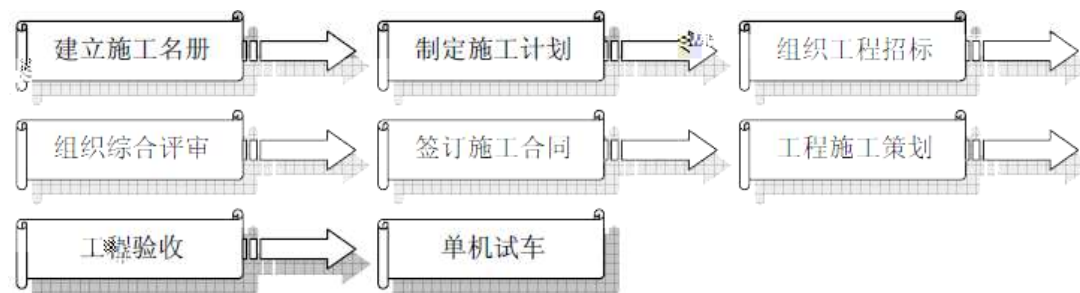 建立施工名册 制定施工计划 组织工程招标
组织综合评审 签订施工合同 工程施工策划
工程验收 单机试车